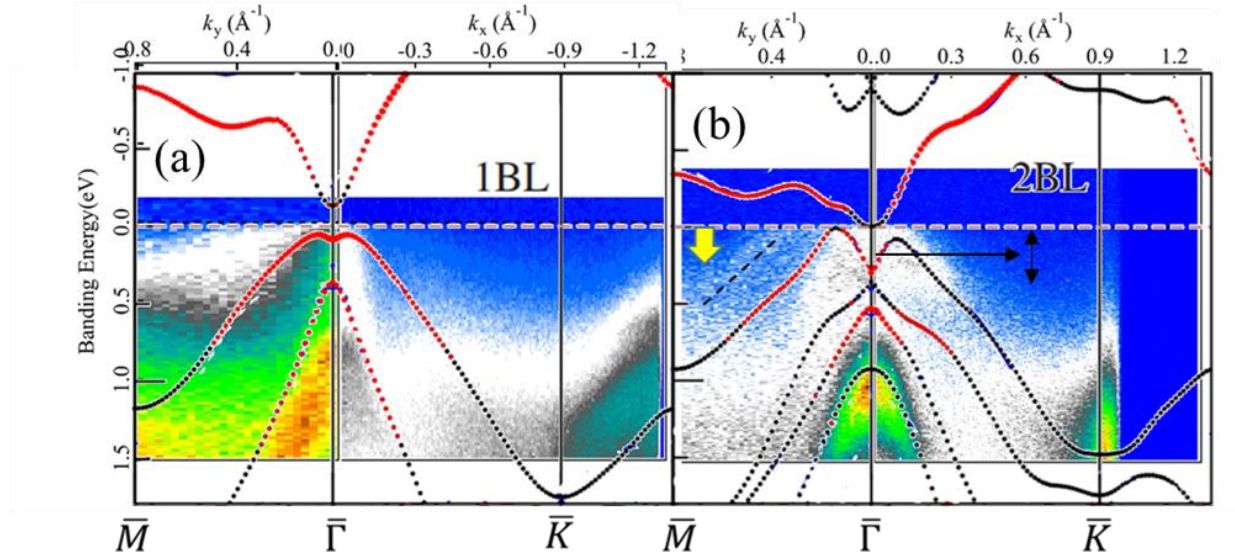 k_y (Å⁻¹) k_x (Å⁻¹) k_y (Å⁻¹) k_x (Å⁻¹)
0.8 0.4 0.0 0.0 -0.3 -0.6 -0.9 -1.2 0.4 0.0 0.3 0.6 0.9 1.2
-1.0
-0.5
0.0
0.5
1.0
1.5
Banding Energy(eV)
(a) 1BL
(b) 2BL
M̅ Γ̅ K̅ M̅ Γ̅ K̅